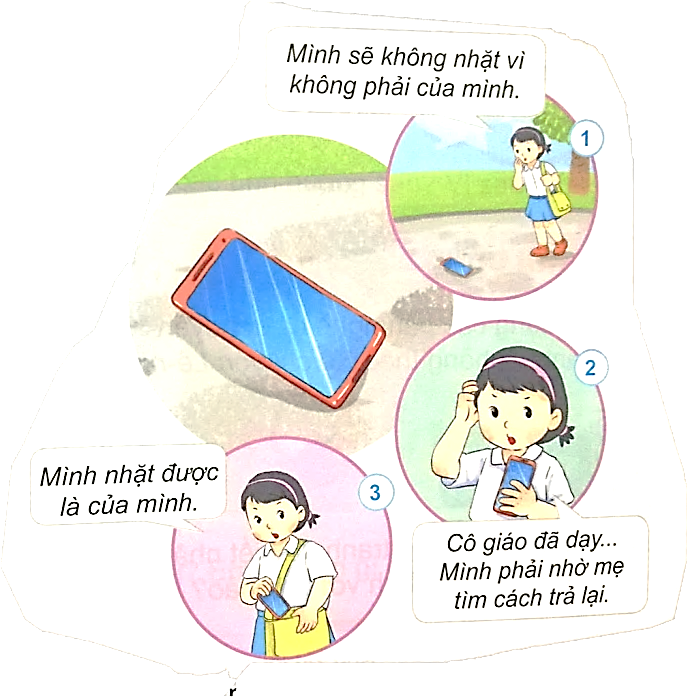 Mình sẽ không nhặt vì
không phải của mình.
1
2
Cô giáo đã dạy...
Mình phải nhờ mẹ
tìm cách trả lại.
3
Mình nhặt được
là của mình.